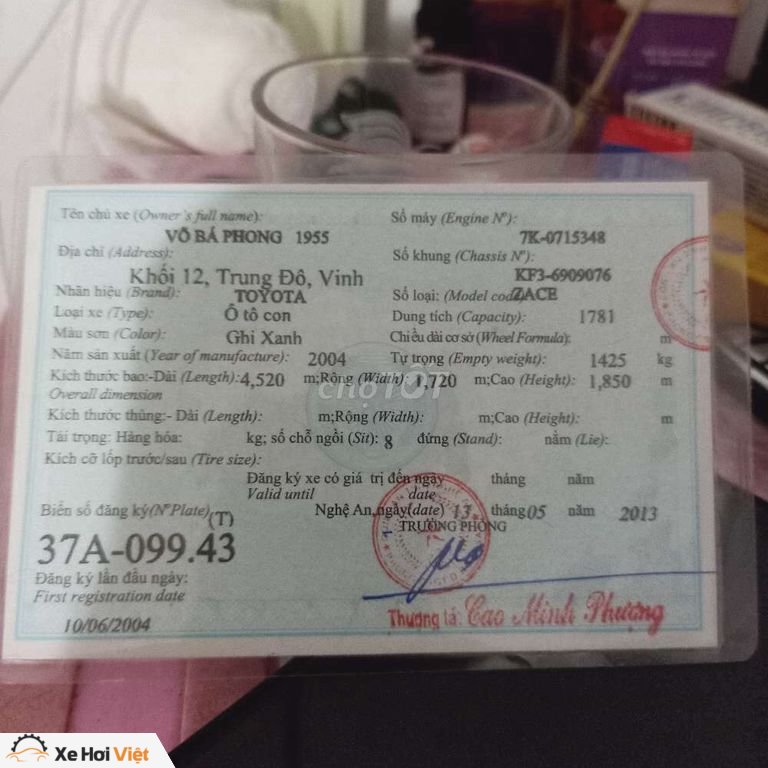 Tên chủ xe (Owner's full name): Số máy (Engine Nº):
VÕ BÁ PHONG 1955 7K-0715348
Địa chỉ (Address): Số khung (Chassis Nº):
Khối 12, Trung Đô, Vinh KF3-6909076
Nhãn hiệu (Brand): TOYOTA Số loại: (Model code) ZACE
Loại xe (Type): Ô tô con Dung tích (Capacity): 1781
Màu sơn (Color): Ghi Xanh Chiều dài cơ sở (Wheel Formula): m
Năm sản xuất (Year of manufacture): 2004 Tự trọng (Empty weight): 1425 kg
Kích thước bao:-Dài (Length): 4,520 m;Rộng (Width): 1,720 m;Cao (Height): 1,850 m
Overall dimension
Kích thước thùng:- Dài (Length): m;Rộng (Width): m;Cao (Height): m
Tải trọng: Hàng hóa: kg; số chỗ ngồi (Sit): 8 đứng (Stand): nằm (Lie):
Kích cỡ lốp trước/sau (Tire size):
Đăng ký xe có giá trị đến ngày tháng năm
Valid until date
Biển số đăng ký(NºPlate) (T) Nghệ An,ngày(date) 13 tháng 05 năm 2013
TRƯỞNG PHÒNG
37A-099.43
Đăng ký lần đầu ngày:
First registration date
10/06/2004
Thượng tá: Cao Minh Phượng
chợTỐT
Xe Hơi Việt